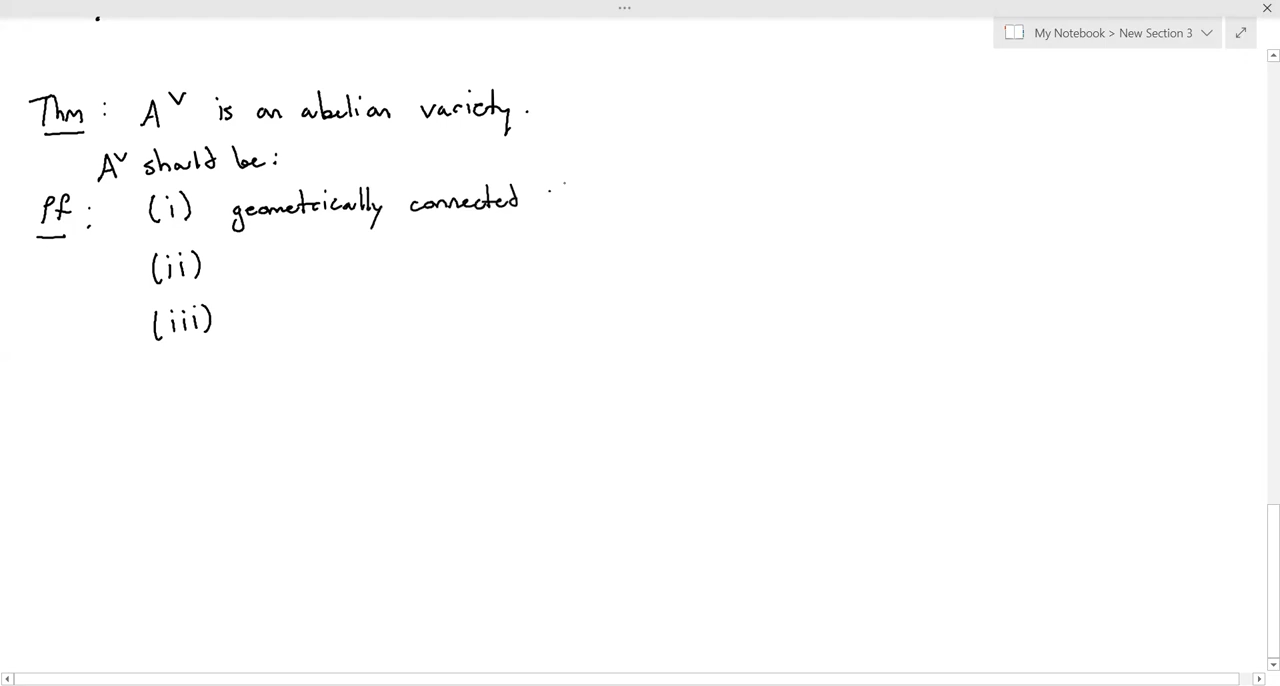 My Notebook > New Section 3
Thm : A^∨ is an abelian variety.
A^∨ should be:
Pf : (i) geometrically connected
(ii)
(iii)